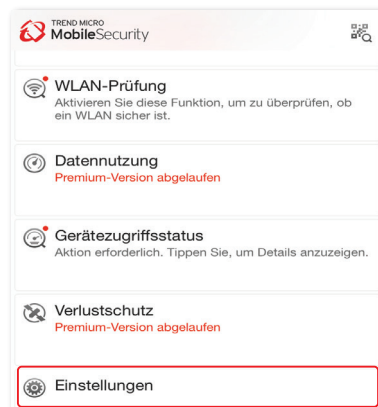 TREND MICRO
MobileSecurity
WLAN-Prüfung
Aktivieren Sie diese Funktion, um zu überprüfen, ob
ein WLAN sicher ist.
Datennutzung
Premium-Version abgelaufen
Gerätezugriffsstatus
Aktion erforderlich. Tippen Sie, um Details anzuzeigen.
Verlustschutz
Premium-Version abgelaufen
Einstellungen